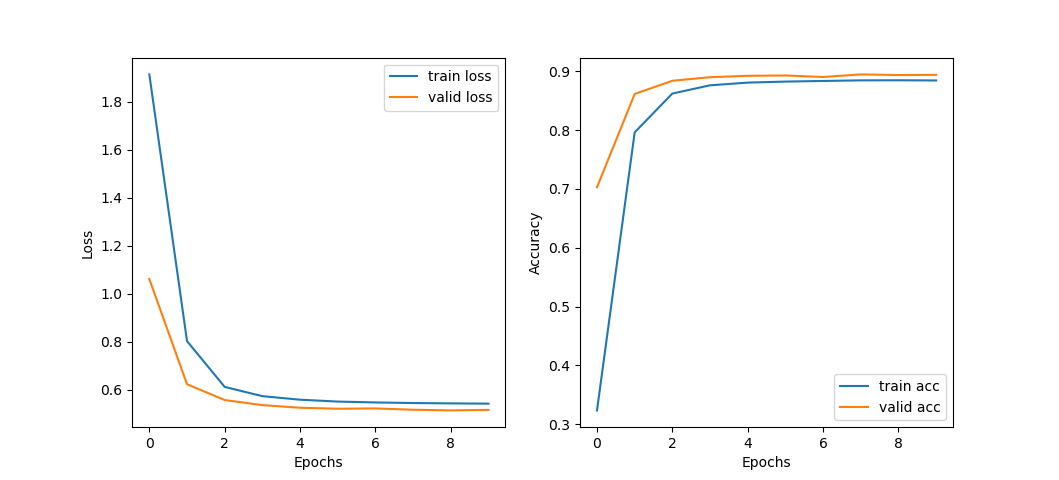 train loss
valid loss
1.8
1.6
1.4
1.2
1.0
0.8
0.6
Loss
0 2 4 6 8
Epochs
0.9
0.8
0.7
0.6
0.5
0.4
0.3
Accuracy
train acc
valid acc
0 2 4 6 8
Epochs